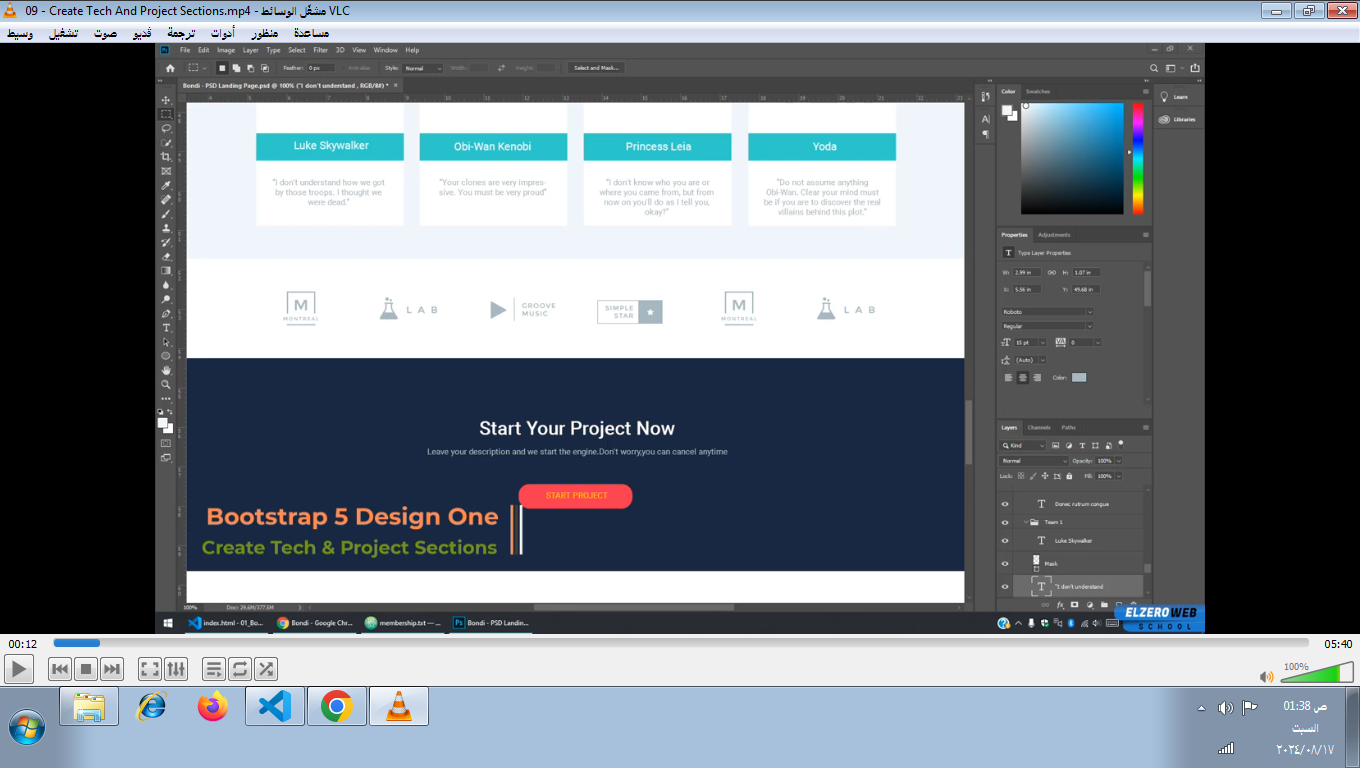 09 - Create Tech And Project Sections.mp4 - مشغّل الوسائط VLC
مساعدة منظور أدوات ترجمة ڤديو صوت تشغيل وسيط
File Edit Image Layer Type Select Filter 3D View Window Help
Feather: 0 px Anti-alias Style: Normal Width: Height: Select and Mask...
Bondi - PSD Landing Page.psd @ 100% ("I don't understand , RGB/8#) *
Luke Skywalker
"I don't understand how we got
by those troops. I thought we
were dead."
Obi-Wan Kenobi
"Your clones are very impres-
sive. You must be very proud"
Princess Leia
"I don't know who you are or
where you came from, but from
now on you'll do as I tell you,
okay?"
Yoda
"Do not assume anything
Obi-Wan. Clear your mind must
be if you are to discover the real
villains behind this plot."
M
MONTREAL
LAB
GROOVE
MUSIC
SIMPLE
STAR
M
MONTREAL
LAB
Start Your Project Now
Leave your description and we start the engine.Don't worry,you can cancel anytime
START PROJECT
Bootstrap 5 Design One
Create Tech & Project Sections
100% Doc: 29.6M/377.6M
Color Swatches
Learn
Libraries
Properties Adjustments
Type Layer Properties
W: 2.99 in H: 1.07 in
X: 5.56 in Y: 49.68 in
Roboto
Regular
15 pt VA 0
(Auto)
Color:
Layers Channels Paths
Kind
Normal Opacity: 100%
Lock: Fill: 100%
Donec rutrum congue
Team 1
Luke Skywalker
Mask
"I don't understand
index.html - 01_Bo... Bondi - Google Chr... membership.txt — ... Bondi - PSD Landin...
ELZERO WEB
SCHOOL
00:12 05:40
100%
01:38 ص
السبت
٢٠٢٤/٠٨/١٧